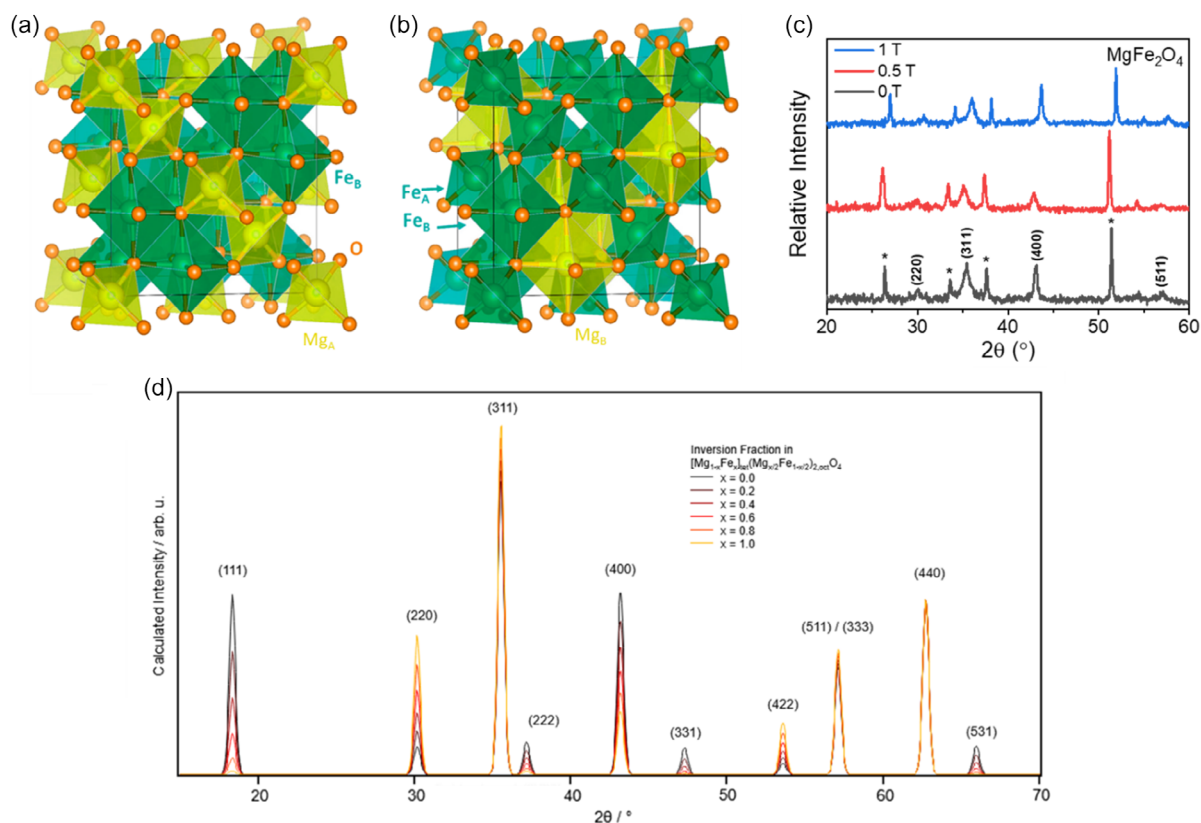 (a)
Fe_B
O
Mg_A
(b)
Fe_A
Fe_B
Mg_B
(c)
1 T
0.5 T
0 T
MgFe₂O₄
Relative Intensity
* (220) * (311) * (400) * (511)
20 30 40 50 60
2θ (°)
(d)
(111) (220) (311) (222) (400) (331) (422) (511) / (333) (440) (531)
Inversion Fraction in
[Mg₁₋ₓFeₓ]ₜₑₜ(Mgₓ/₂Fe₁₋ₓ/₂)₂,octO₄
x = 0.0
x = 0.2
x = 0.4
x = 0.6
x = 0.8
x = 1.0
Calculated Intensity / arb. u.
20 30 40 50 60 70
2θ / °